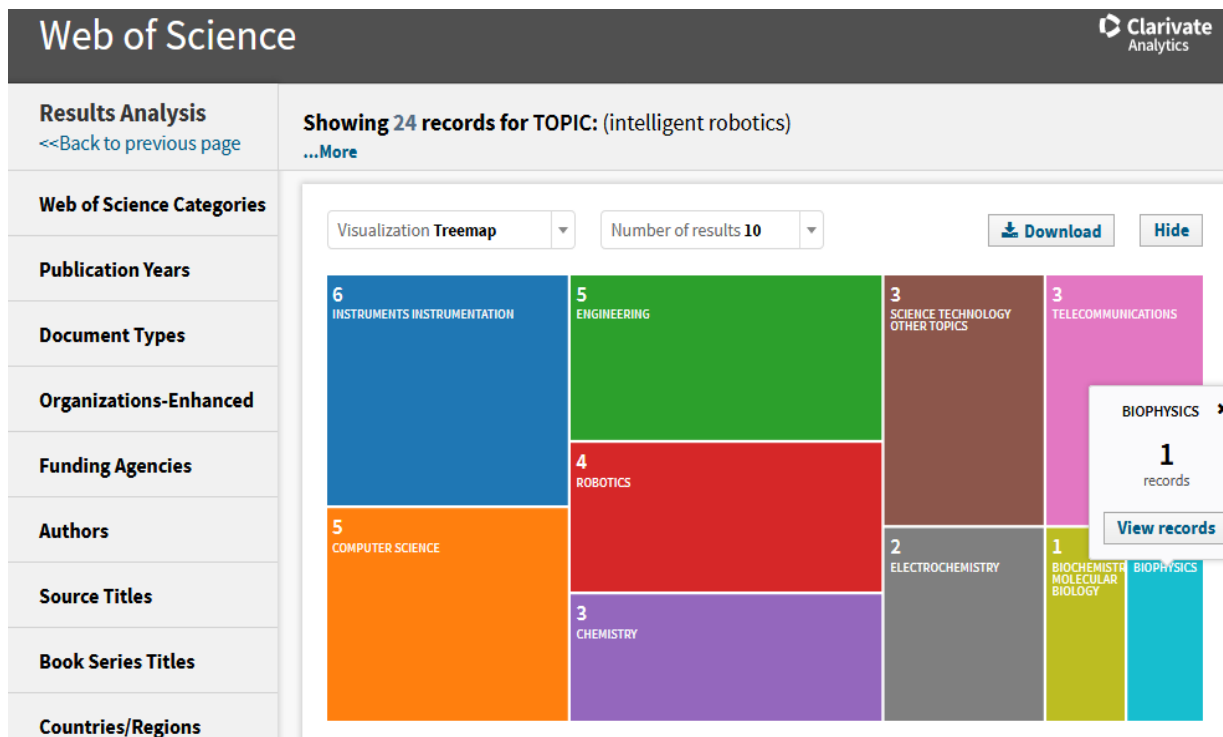 Web of Science
Clarivate
Analytics
Results Analysis
<<Back to previous page
Showing 24 records for TOPIC: (intelligent robotics)
...More
Web of Science Categories
Publication Years
Document Types
Organizations-Enhanced
Funding Agencies
Authors
Source Titles
Book Series Titles
Countries/Regions
Visualization Treemap
Number of results 10
Download
Hide
6
INSTRUMENTS INSTRUMENTATION
5
ENGINEERING
3
SCIENCE TECHNOLOGY
OTHER TOPICS
3
TELECOMMUNICATIONS
4
ROBOTICS
5
COMPUTER SCIENCE
3
CHEMISTRY
2
ELECTROCHEMISTRY
1
BIOCHEMISTR
MOLECULAR
BIOLOGY
BIOPHYSICS
BIOPHYSICS
1
records
View records